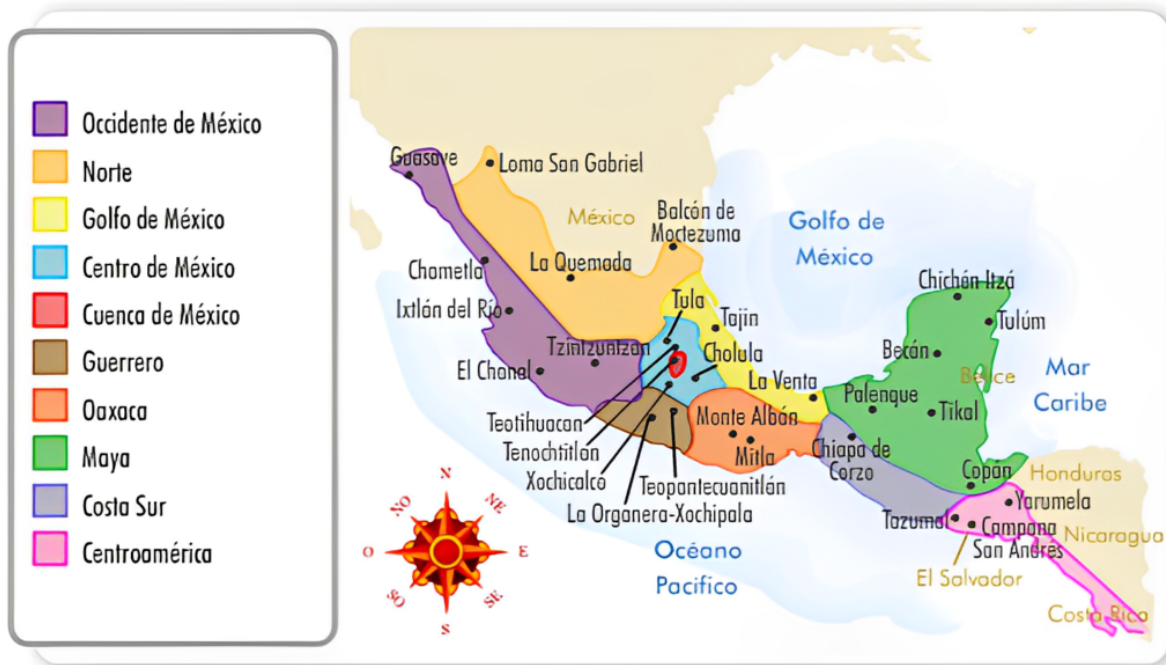 Occidente de México
Norte
Golfo de México
Centro de México
Cuenca de México
Guerrero
Oaxaca
Maya
Costa Sur
Centroamérica
Guasave
Loma San Gabriel
México
Balcón de
Moctezuma
Golfo de
México
Chametla
La Quemada
Ixtlán del Río
Tula
Tajín
Chichén Itzá
Tulúm
Tzintzuntzan
Cholula
Becán
El Chanal
La Venta
Belice
Mar
Caribe
Palenque
Tikal
Teotihuacan
Monte Albán
Tenochtitlán
Mitla
Chiapa de
Corzo
Xochicalcó
Teopantecuanitlán
Copán
Honduras
La Organera-Xochipala
Yarumela
Tazumal
Campana
San Andres
Nicaragua
Océano
Pacifico
El Salvador
Costa Rica
N
NE
E
SE
S
SO
O
NO